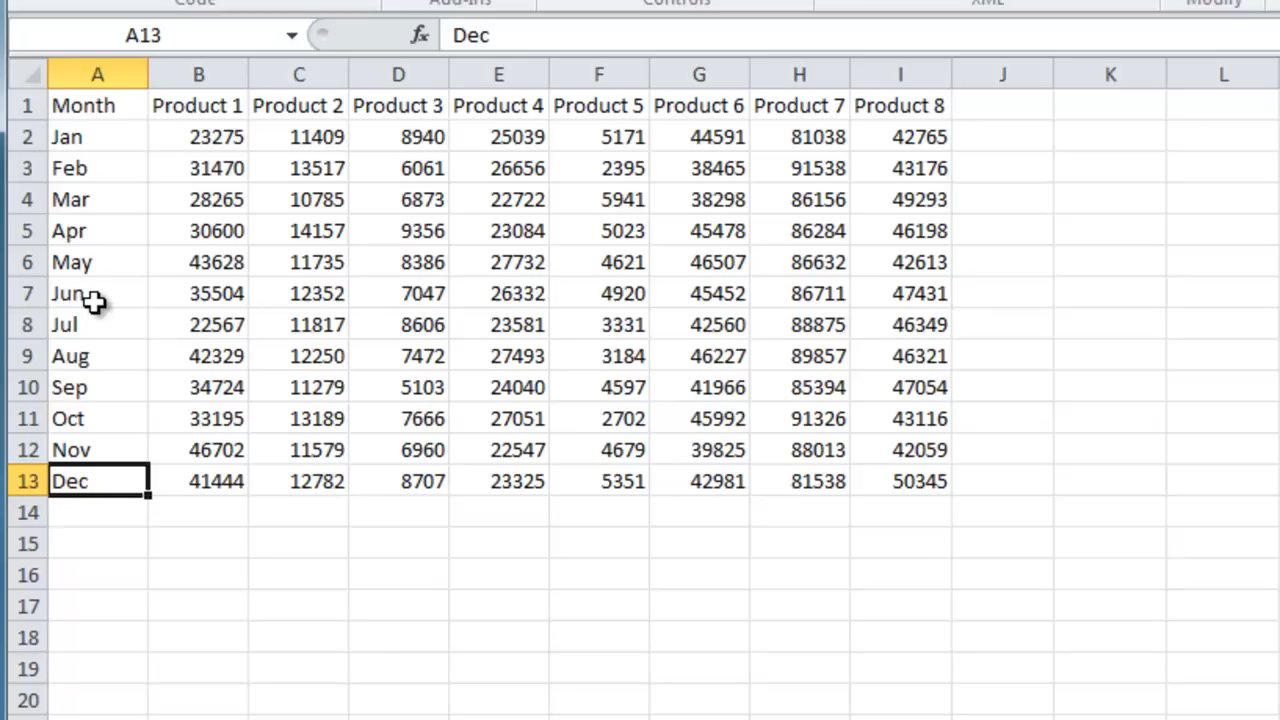 Code Add-Ins Controls XML Modify
A13 fx Dec
A B C D E F G H I J K L
1 Month Product 1 Product 2 Product 3 Product 4 Product 5 Product 6 Product 7 Product 8
2 Jan 23275 11409 8940 25039 5171 44591 81038 42765
3 Feb 31470 13517 6061 26656 2395 38465 91538 43176
4 Mar 28265 10785 6873 22722 5941 38298 86156 49293
5 Apr 30600 14157 9356 23084 5023 45478 86284 46198
6 May 43628 11735 8386 27732 4621 46507 86632 42613
7 Jun 35504 12352 7047 26332 4920 45452 86711 47431
8 Jul 22567 11817 8606 23581 3331 42560 88875 46349
9 Aug 42329 12250 7472 27493 3184 46227 89857 46321
10 Sep 34724 11279 5103 24040 4597 41966 85394 47054
11 Oct 33195 13189 7666 27051 2702 45992 91326 43116
12 Nov 46702 11579 6960 22547 4679 39825 88013 42059
13 Dec 41444 12782 8707 23325 5351 42981 81538 50345
14
15
16
17
18
19
20